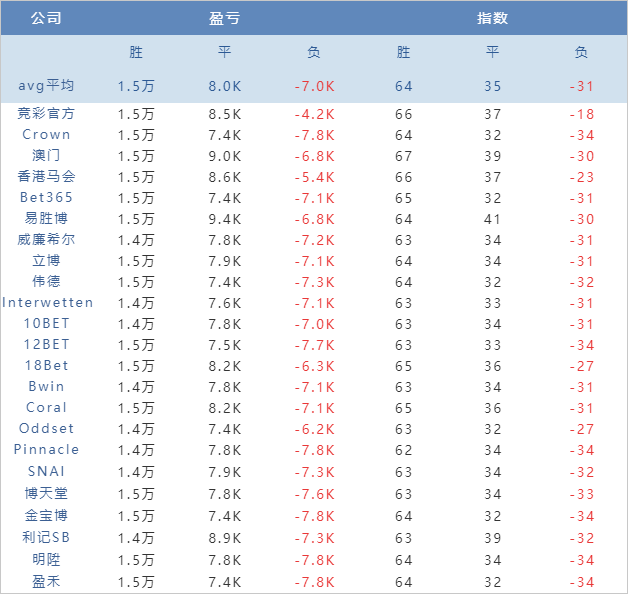 公司 盈亏 指数
胜 平 负 胜 平 负
avg平均 1.5万 8.0K -7.0K 64 35 -31
竞彩官方 1.5万 8.5K -4.2K 66 37 -18
Crown 1.5万 7.4K -7.8K 64 32 -34
澳门 1.5万 9.0K -6.8K 67 39 -30
香港马会 1.5万 8.6K -5.4K 66 37 -23
Bet365 1.5万 7.4K -7.1K 65 32 -31
易胜博 1.5万 9.4K -6.8K 64 41 -30
威廉希尔 1.4万 7.8K -7.2K 63 34 -31
立博 1.5万 7.9K -7.1K 64 34 -31
伟德 1.5万 7.4K -7.3K 64 32 -32
Interwetten 1.4万 7.6K -7.1K 63 33 -31
10BET 1.4万 7.8K -7.0K 63 34 -31
12BET 1.5万 7.5K -7.7K 63 33 -34
18Bet 1.5万 8.2K -6.3K 65 36 -27
Bwin 1.4万 7.8K -7.1K 63 34 -31
Coral 1.5万 8.2K -7.1K 65 36 -31
Oddset 1.4万 7.4K -6.2K 63 32 -27
Pinnacle 1.4万 7.8K -7.8K 62 34 -34
SNAI 1.4万 7.9K -7.3K 63 34 -32
博天堂 1.5万 7.8K -7.6K 63 34 -33
金宝博 1.5万 7.4K -7.8K 64 32 -34
利记SB 1.4万 8.9K -7.3K 63 39 -32
明陞 1.5万 7.8K -7.8K 64 34 -34
盈禾 1.5万 7.4K -7.8K 64 32 -34